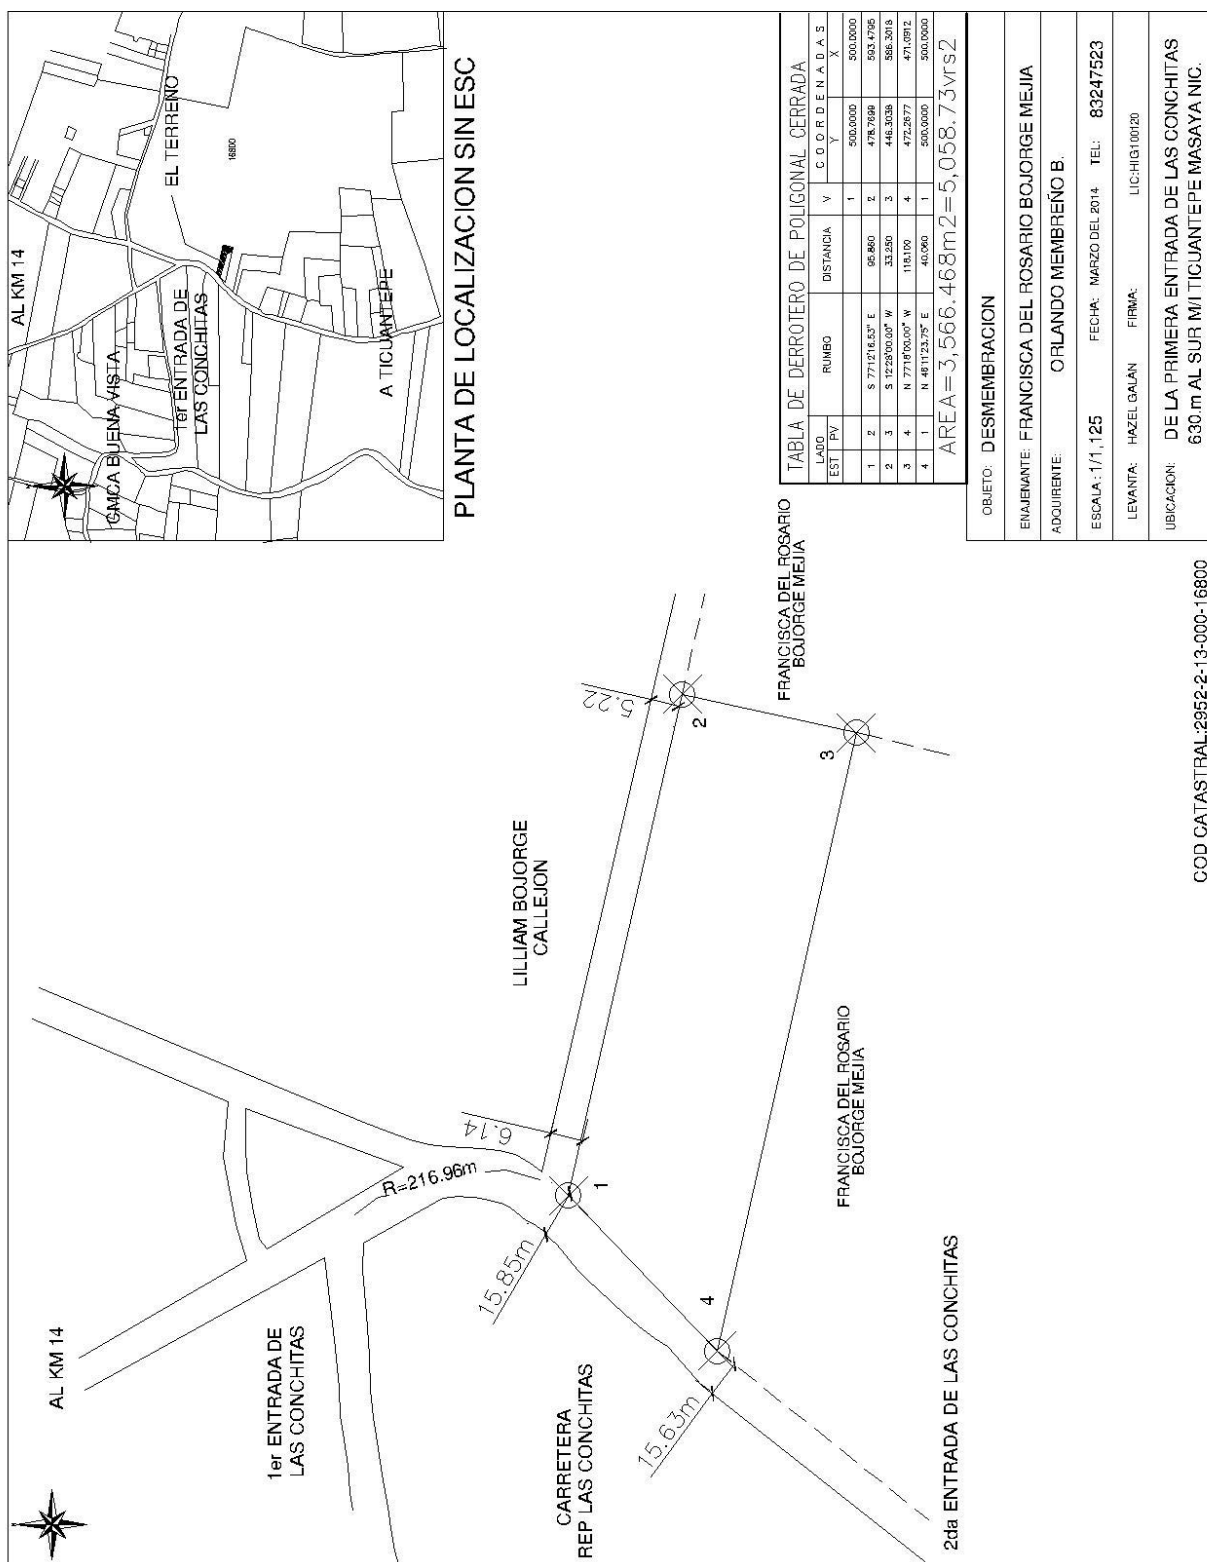 AL KM 14
1er ENTRADA DE
LAS CONCHITAS
CARRETERA
REP LAS CONCHITAS
15.85m
15.63m
R=216.96m
6.14
5.22
1
2
3
4
LILLIAM BOJORGE
CALLEJON
FRANCISCA DEL ROSARIO
BOJORGE MEJIA
FRANCISCA DEL ROSARIO
BOJORGE MEJIA
2da ENTRADA DE LAS CONCHITAS
AL KM 14
GMCA BUENA VISTA
EL TERRENO
16800
1er ENTRADA DE
LAS CONCHITAS
A TICUANTEPE
PLANTA DE LOCALIZACION SIN ESC
TABLA DE DERROTERO DE POLIGONAL CERRADA
LADO RUMBO DISTANCIA V COORDENADAS
EST PV Y X
1 500.0000 500.0000
1 2 S 77°12'16.53" E 95.860 2 478.7699 593.4795
2 3 S 12°28'00.00" W 33.250 3 446.3038 586.3018
3 4 N 77°18'00.00" W 118.100 4 472.2677 471.0912
4 1 N 46°11'23.75" E 40.060 1 500.0000 500.0000
AREA=3,566.468m2=5,058.73vrs2
OBJETO: DESMEMBRACION
ENAJENANTE: FRANCISCA DEL ROSARIO BOJORGE MEJIA
ADQUIRENTE: ORLANDO MEMBREÑO B.
ESCALA: 1/1,125 FECHA: MARZO DEL 2014 TEL: 83247523
LEVANTA: HAZEL GALAN FIRMA: LIC:HIG100120
UBICACION: DE LA PRIMERA ENTRADA DE LAS CONCHITAS
630.m AL SUR M/I TICUANTEPE MASAYA NIC.
COD CATASTRAL:2952-2-13-000-16800